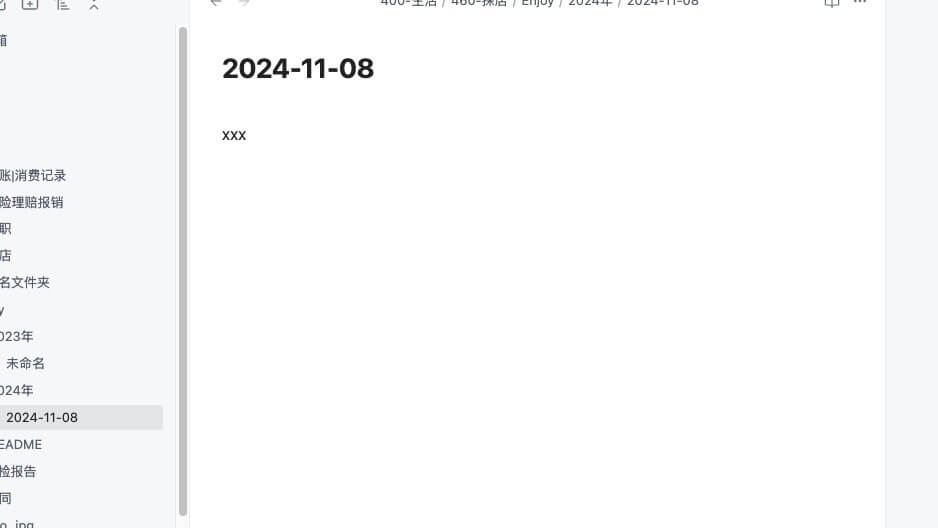 400-生活 / 460-探店 / Enjoy / 2024年 / 2024-11-08
2024-11-08
xxx
箱
账|消费记录
险理赔报销
职
店
名文件夹
y
023年
未命名
024年
2024-11-08
EADME
检报告
同
o..jpg